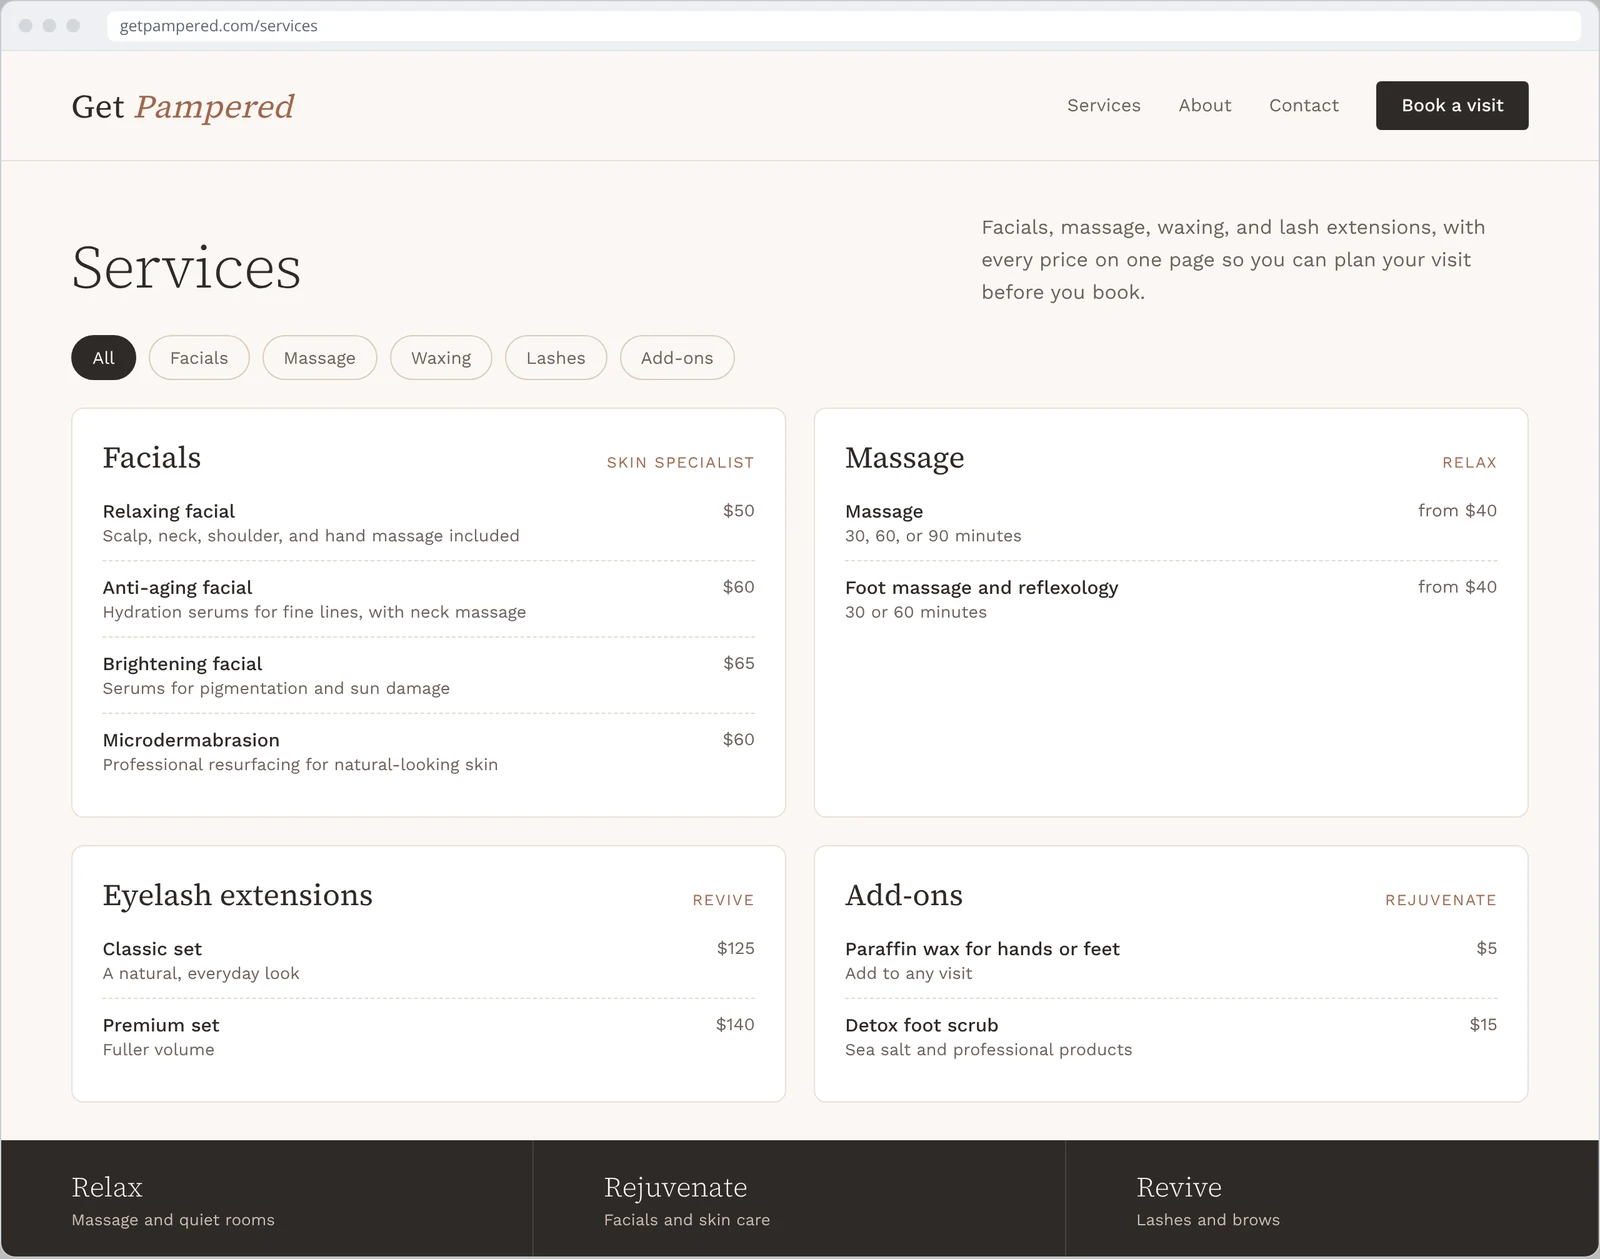 getpampered.com/services
Get Pampered
Services
About
Contact
Book a visit
Services
Facials, massage, waxing, and lash extensions, with
every price on one page so you can plan your visit
before you book.
All
Facials
Massage
Waxing
Lashes
Add-ons
Facials
SKIN SPECIALIST
Relaxing facial
$50
Scalp, neck, shoulder, and hand massage included
Anti-aging facial
$60
Hydration serums for fine lines, with neck massage
Brightening facial
$65
Serums for pigmentation and sun damage
Microdermabrasion
$60
Professional resurfacing for natural-looking skin
Massage
RELAX
Massage
from $40
30, 60, or 90 minutes
Foot massage and reflexology
from $40
30 or 60 minutes
Eyelash extensions
REVIVE
Classic set
$125
A natural, everyday look
Premium set
$140
Fuller volume
Add-ons
REJUVENATE
Paraffin wax for hands or feet
$5
Add to any visit
Detox foot scrub
$15
Sea salt and professional products
Relax
Massage and quiet rooms
Rejuvenate
Facials and skin care
Revive
Lashes and brows